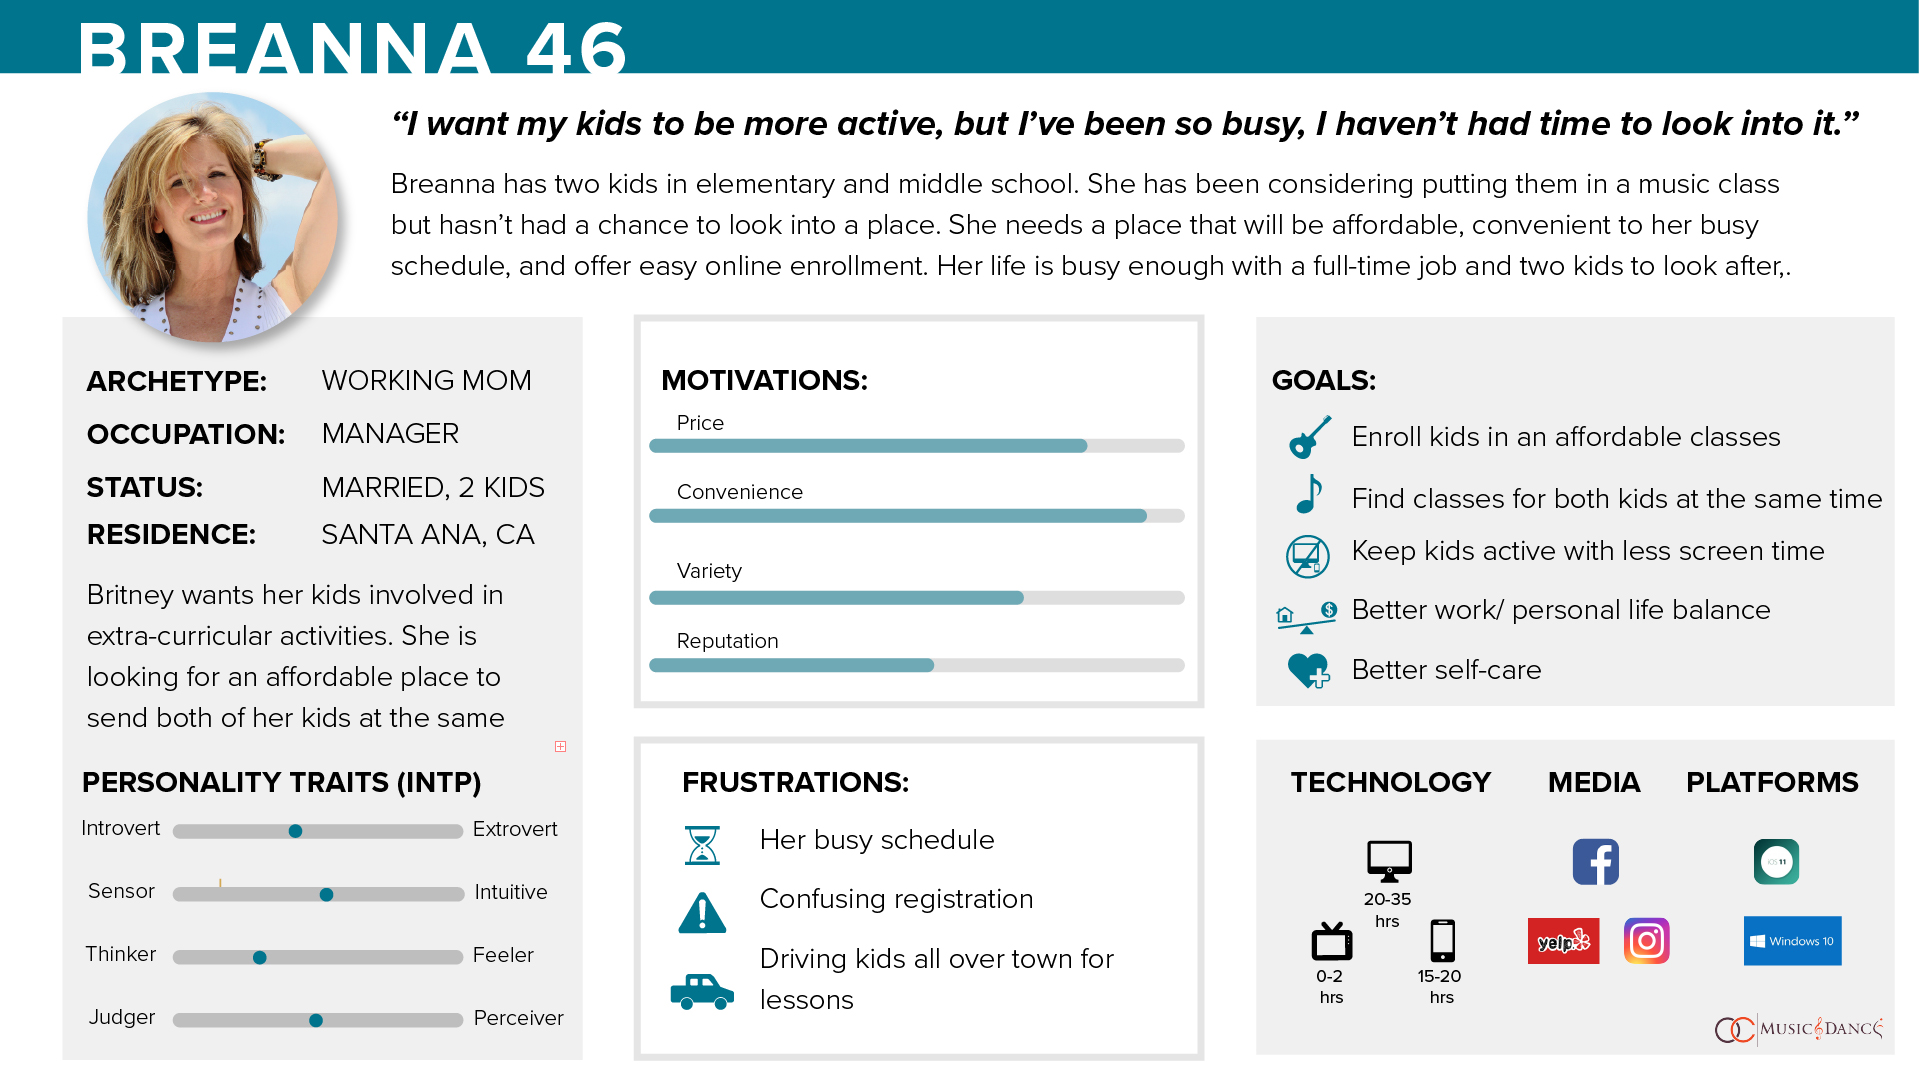 BREANNA 46
“I want my kids to be more active, but I’ve been so busy, I haven’t had time to look into it.”
Breanna has two kids in elementary and middle school. She has been considering putting them in a music class
but hasn’t had a chance to look into a place. She needs a place that will be affordable, convenient to her busy
schedule, and offer easy online enrollment. Her life is busy enough with a full-time job and two kids to look after,.
ARCHETYPE: WORKING MOM
OCCUPATION: MANAGER
STATUS: MARRIED, 2 KIDS
RESIDENCE: SANTA ANA, CA
Britney wants her kids involved in
extra-curricular activities. She is
looking for an affordable place to
send both of her kids at the same
PERSONALITY TRAITS (INTP)
Introvert Extrovert
Sensor Intuitive
Thinker Feeler
Judger Perceiver
MOTIVATIONS:
Price
Convenience
Variety
Reputation
FRUSTRATIONS:
Her busy schedule
Confusing registration
Driving kids all over town for
lessons
GOALS:
Enroll kids in an affordable classes
Find classes for both kids at the same time
Keep kids active with less screen time
Better work/ personal life balance
Better self-care
TECHNOLOGY MEDIA PLATFORMS
20-35
hrs
0-2
hrs
15-20
hrs
yelp
iOS 11
Windows 10
OC MUSIC & DANCE